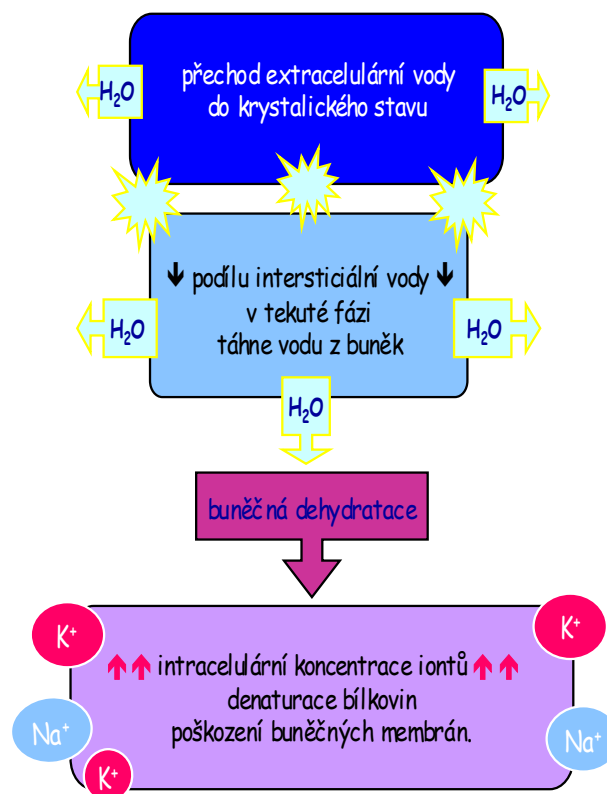 přechod extracelulární vody
do krystalického stavu
H₂O
H₂O
↓ podílu intersticiální vody ↓
v tekuté fázi
táhne vodu z buněk
H₂O
H₂O
H₂O
buněčná dehydratace
K⁺
K⁺
↑↑ intracelulární koncentrace iontů ↑↑
denaturace bílkovin
poškození buněčných membrán.
Na⁺
Na⁺
K⁺